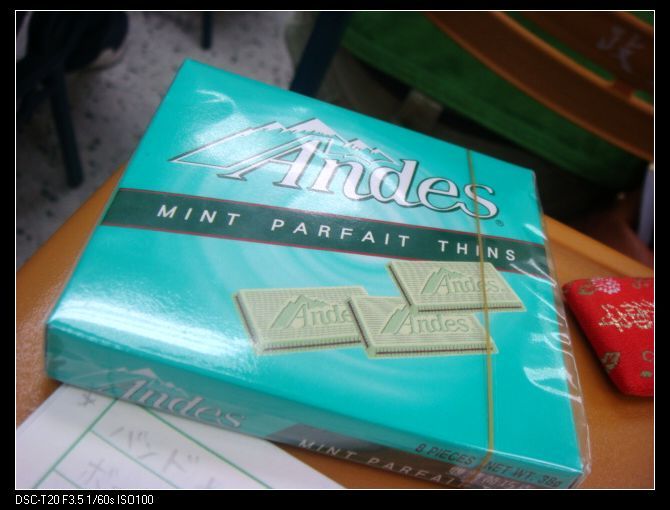 Andes
MINT PARFAIT THINS
Andes
Andes
Andes
Andes
MINT PARFAIT
8 PIECES NET WT. 38g
バンド
DSC-T20 F3.5 1/60s ISO100